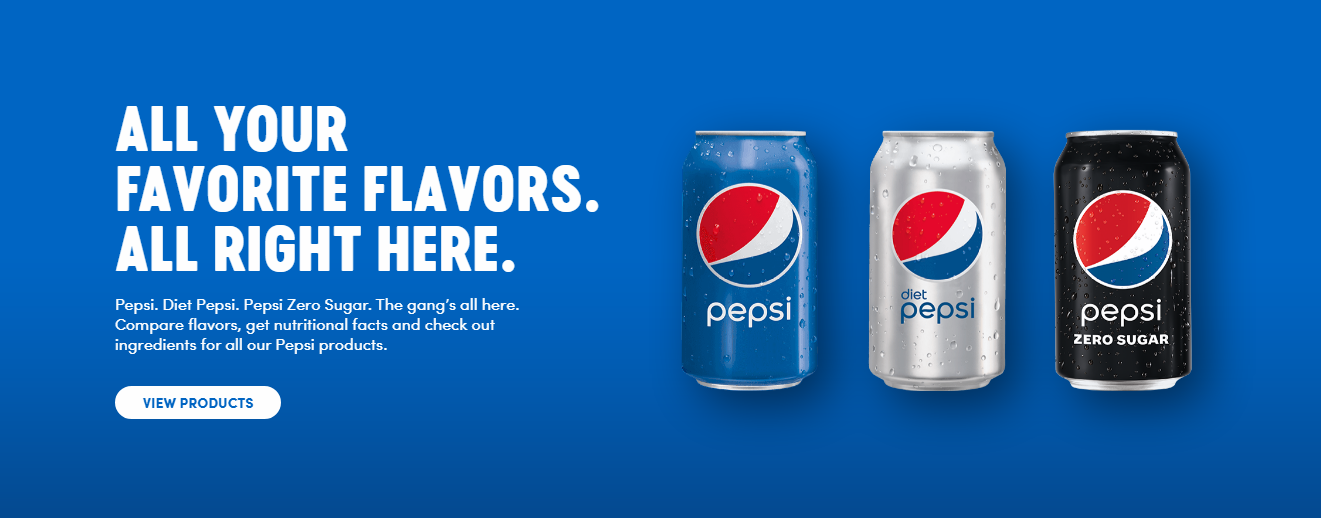 ALL YOUR
FAVORITE FLAVORS.
ALL RIGHT HERE.
Pepsi. Diet Pepsi. Pepsi Zero Sugar. The gang’s all here.
Compare flavors, get nutritional facts and check out
ingredients for all our Pepsi products.
VIEW PRODUCTS
pepsi
diet
pepsi
pepsi
ZERO SUGAR